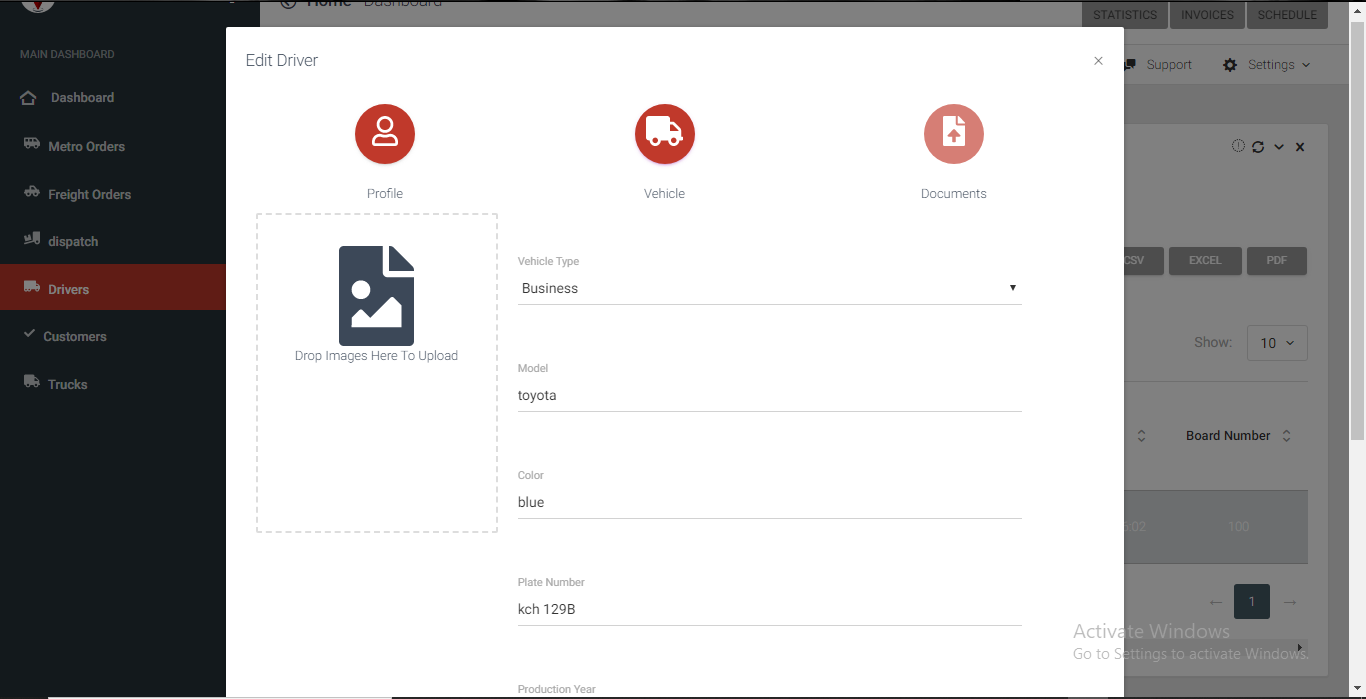 Home - Dashboard
STATISTICS
INVOICES
SCHEDULE
MAIN DASHBOARD
Dashboard
Metro Orders
Freight Orders
dispatch
Drivers
Customers
Trucks
Edit Driver
×
Support
Settings
Profile
Vehicle
Documents
Drop Images Here To Upload
Vehicle Type
Business
Model
toyota
Color
blue
Plate Number
kch 129B
Production Year
CSV
EXCEL
PDF
Show:
10
Board Number
02
100
← 1 →
Activate Windows
Go to Settings to activate Windows.